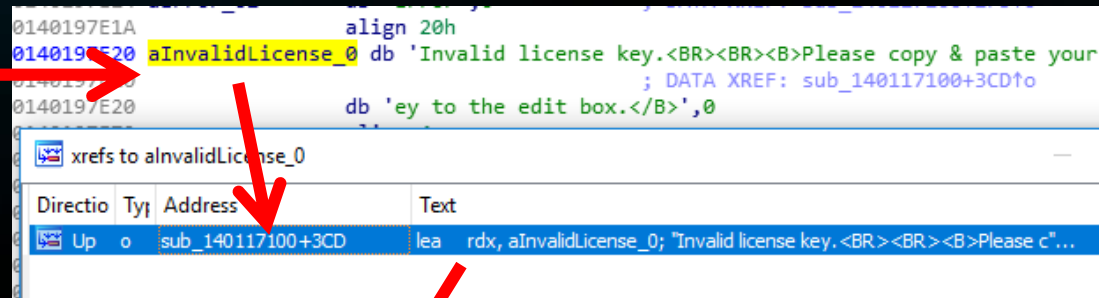 0140197E1A align 20h
0140197E20 aInvalidLicense_0 db 'Invalid license key.<BR><BR><B>Please copy & paste your
; DATA XREF: sub_140117100+3CD↑o
0140197E20 db 'ey to the edit box.</B>',0
xrefs to aInvalidLicense_0
Directio Typ Address Text
Up o sub_140117100+3CD lea rdx, aInvalidLicense_0; "Invalid license key.<BR><BR><B>Please c"...